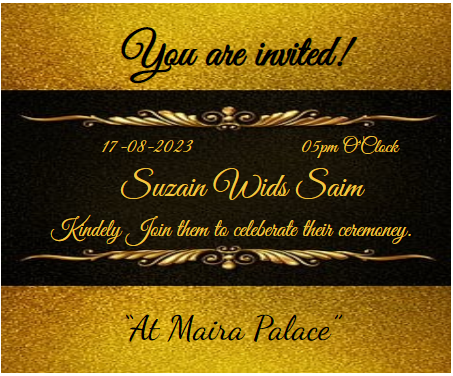 You are invited!
17-08-2023 05pm O'Clock
Suzain Wids Saim
Kindely Join them to celeberate their ceremoney.
"At Maira Palace"